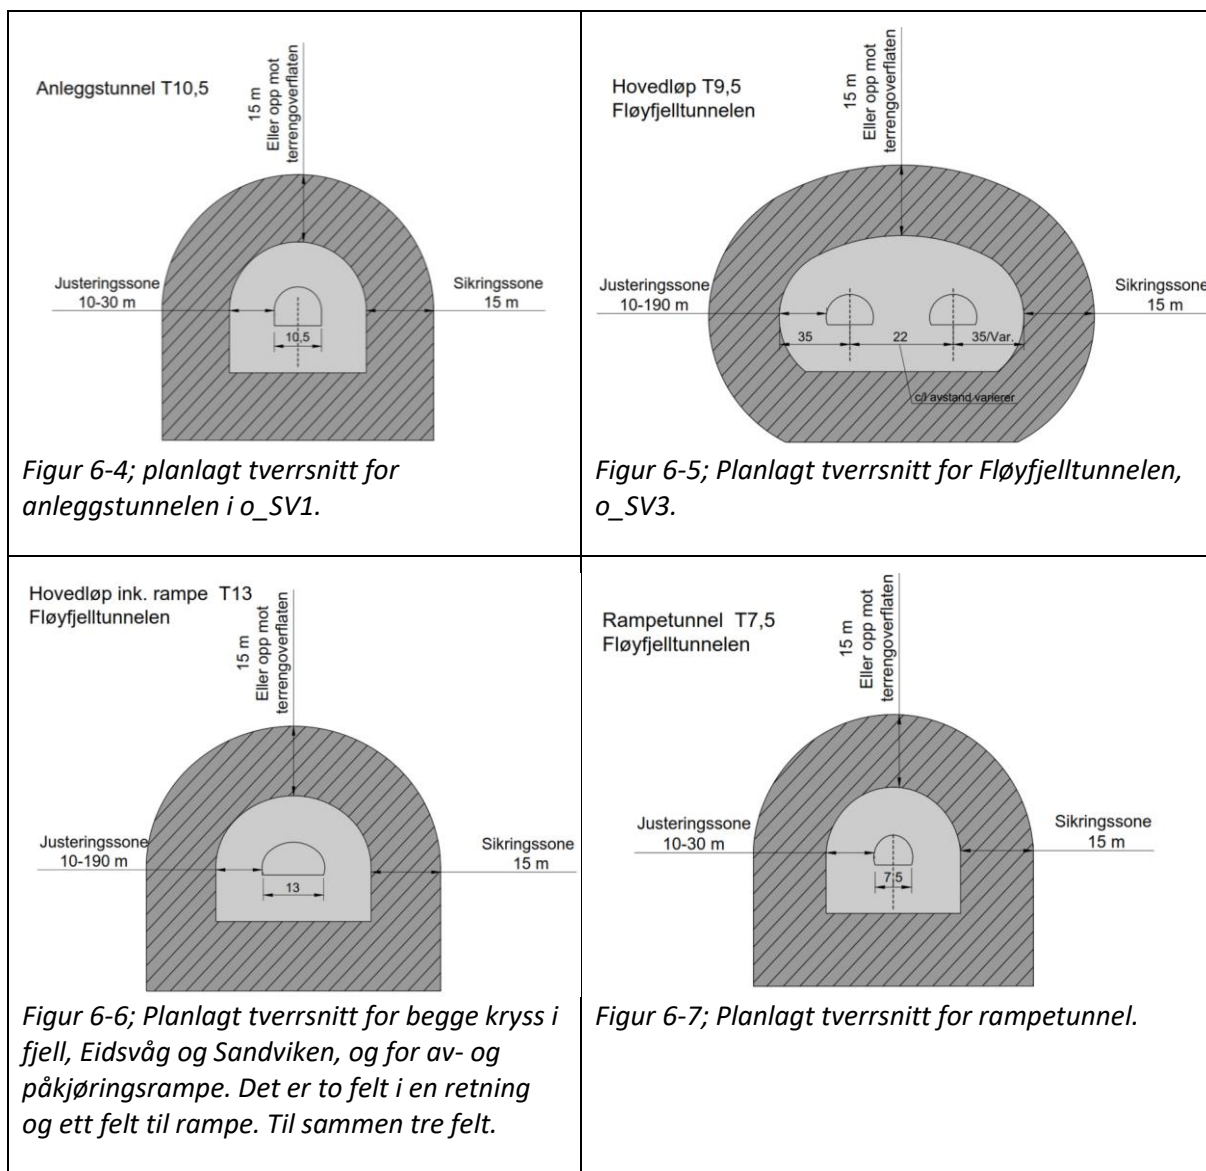 Anleggstunnel T10,5
15 m
Eller opp mot
terrengoverflaten
Justeringssone
10-30 m
Sikringssone
15 m
10,5
Figur 6-4; planlagt tverrsnitt for
anleggstunnelen i o_SV1.
Hovedløp T9,5
Fløyfjelltunnelen
15 m
Eller opp mot
terrengoverflaten
Justeringssone
10-190 m
Sikringssone
15 m
35
22
35/Var.
c/l avstand varierer
Figur 6-5; Planlagt tverrsnitt for Fløyfjelltunnelen,
o_SV3.
Hovedløp ink. rampe T13
Fløyfjelltunnelen
15 m
Eller opp mot
terrengoverflaten
Justeringssone
10-190 m
Sikringssone
15 m
13
Figur 6-6; Planlagt tverrsnitt for begge kryss i
fjell, Eidsvåg og Sandviken, og for av- og
påkjøringsrampe. Det er to felt i en retning
og ett felt til rampe. Til sammen tre felt.
Rampetunnel T7,5
Fløyfjelltunnelen
15 m
Eller opp mot
terrengoverflaten
Justeringssone
10-30 m
Sikringssone
15 m
7,5
Figur 6-7; Planlagt tverrsnitt for rampetunnel.